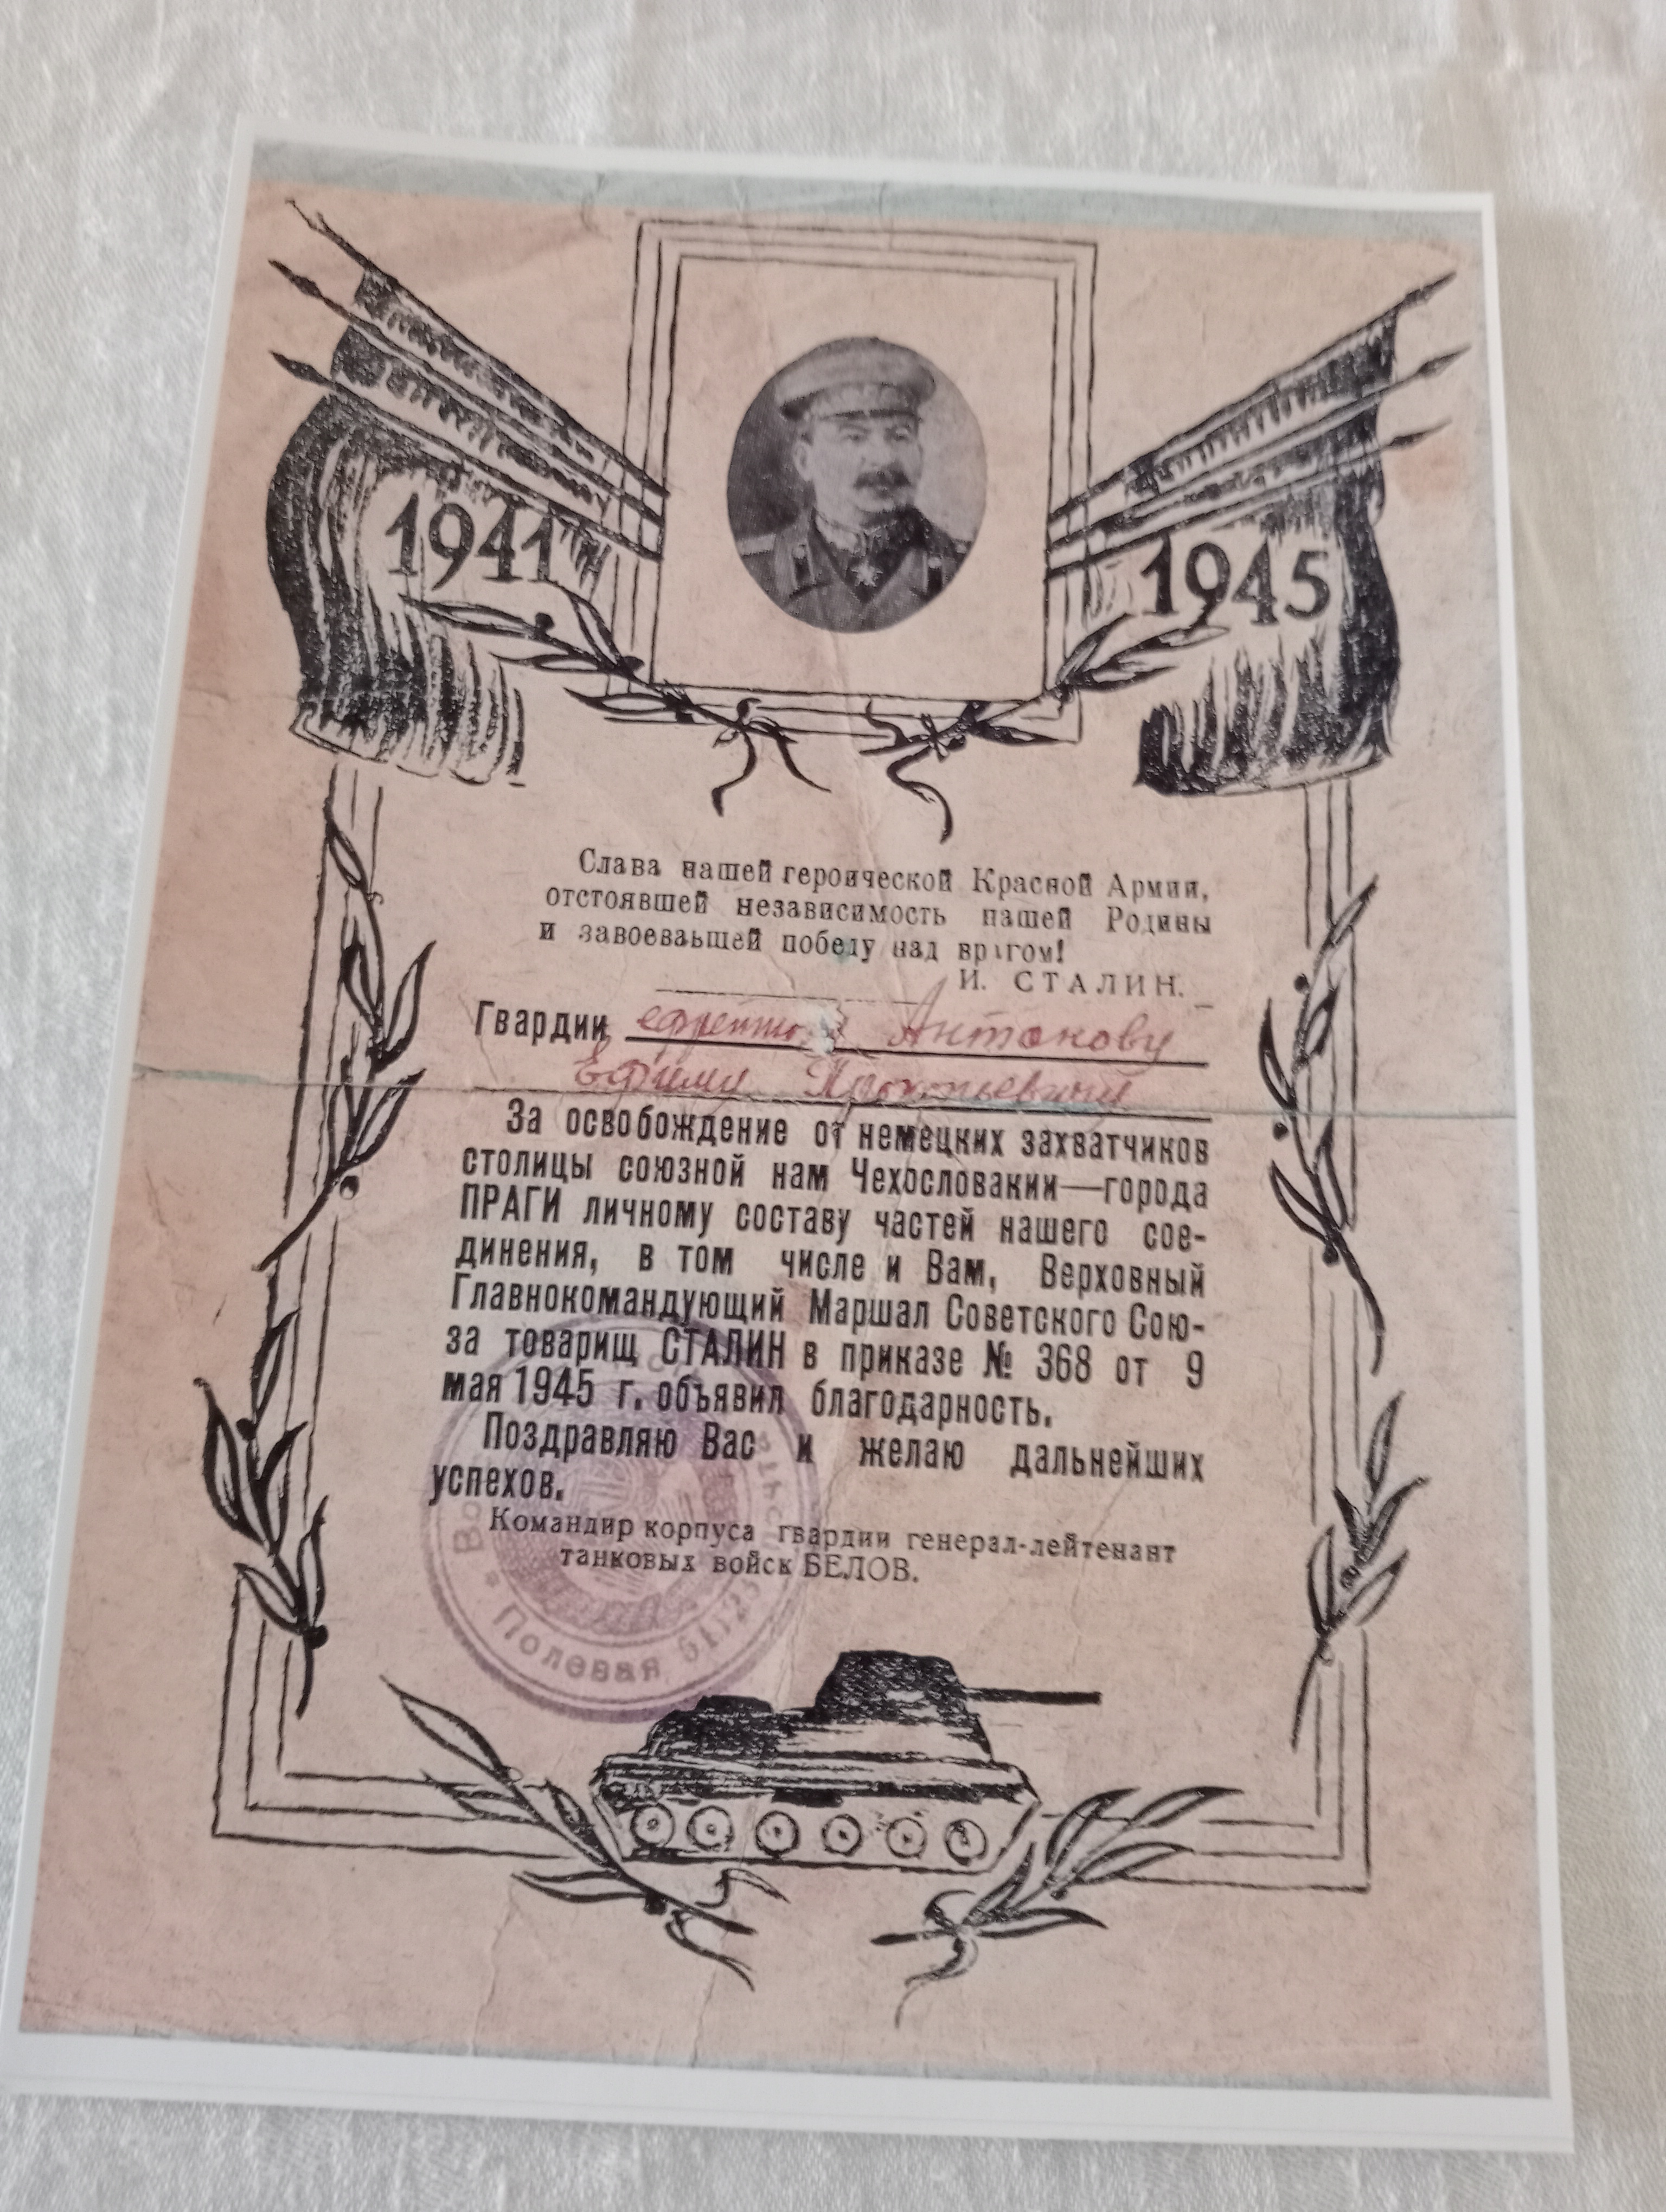 1941
1945
Слава нашей героической Красной Армии,
отстоявшей независимость нашей Родины
и завоевавшей победу над врагом!
И. СТАЛИН.
Гвардии Антонову
Ефиму Прокопьевичу
За освобождение от немецких захватчиков
столицы союзной нам Чехословакии—города
ПРАГИ личному составу частей нашего сое-
динения, в том числе и Вам, Верховный
Главнокомандующий Маршал Советского Сою-
за товарищ СТАЛИН в приказе № 368 от 9
мая 1945 г. объявил благодарность.
Поздравляю Вас и желаю дальнейших
успехов.
Командир корпуса гвардии генерал-лейтенант
танковых войск БЕЛОВ.
Полевая